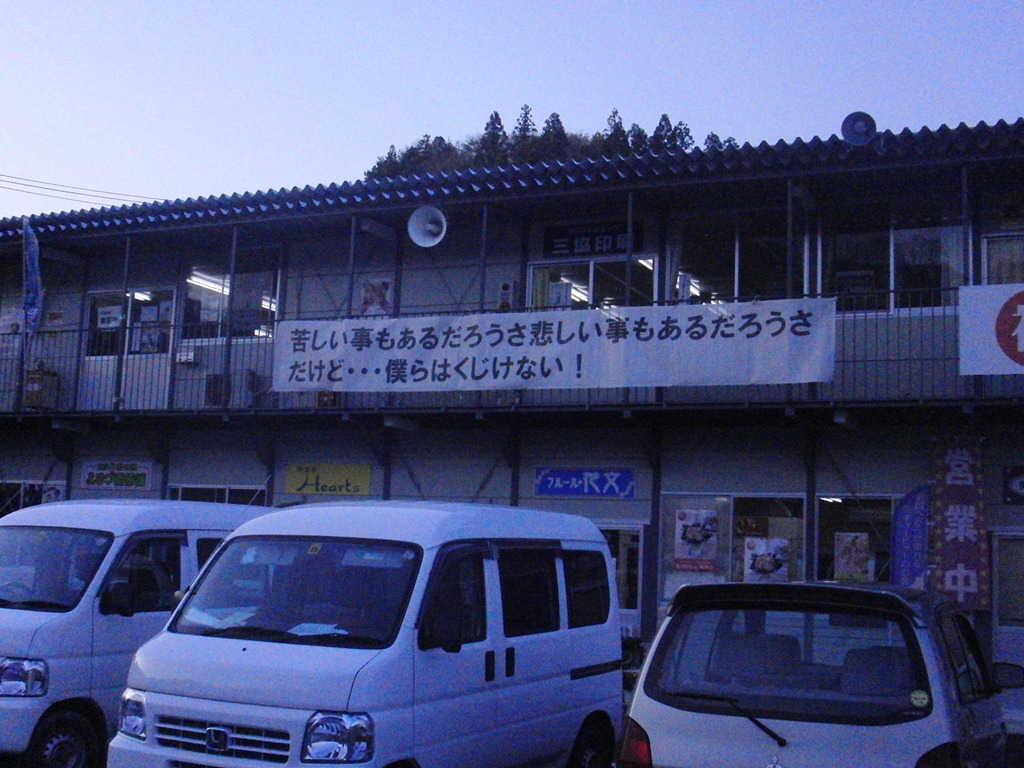 三協印刷
苦しい事もあるだろうさ悲しい事もあるだろうさ
だけど・・・僕らはくじけない！
Hearts
フルール・花文
営業中